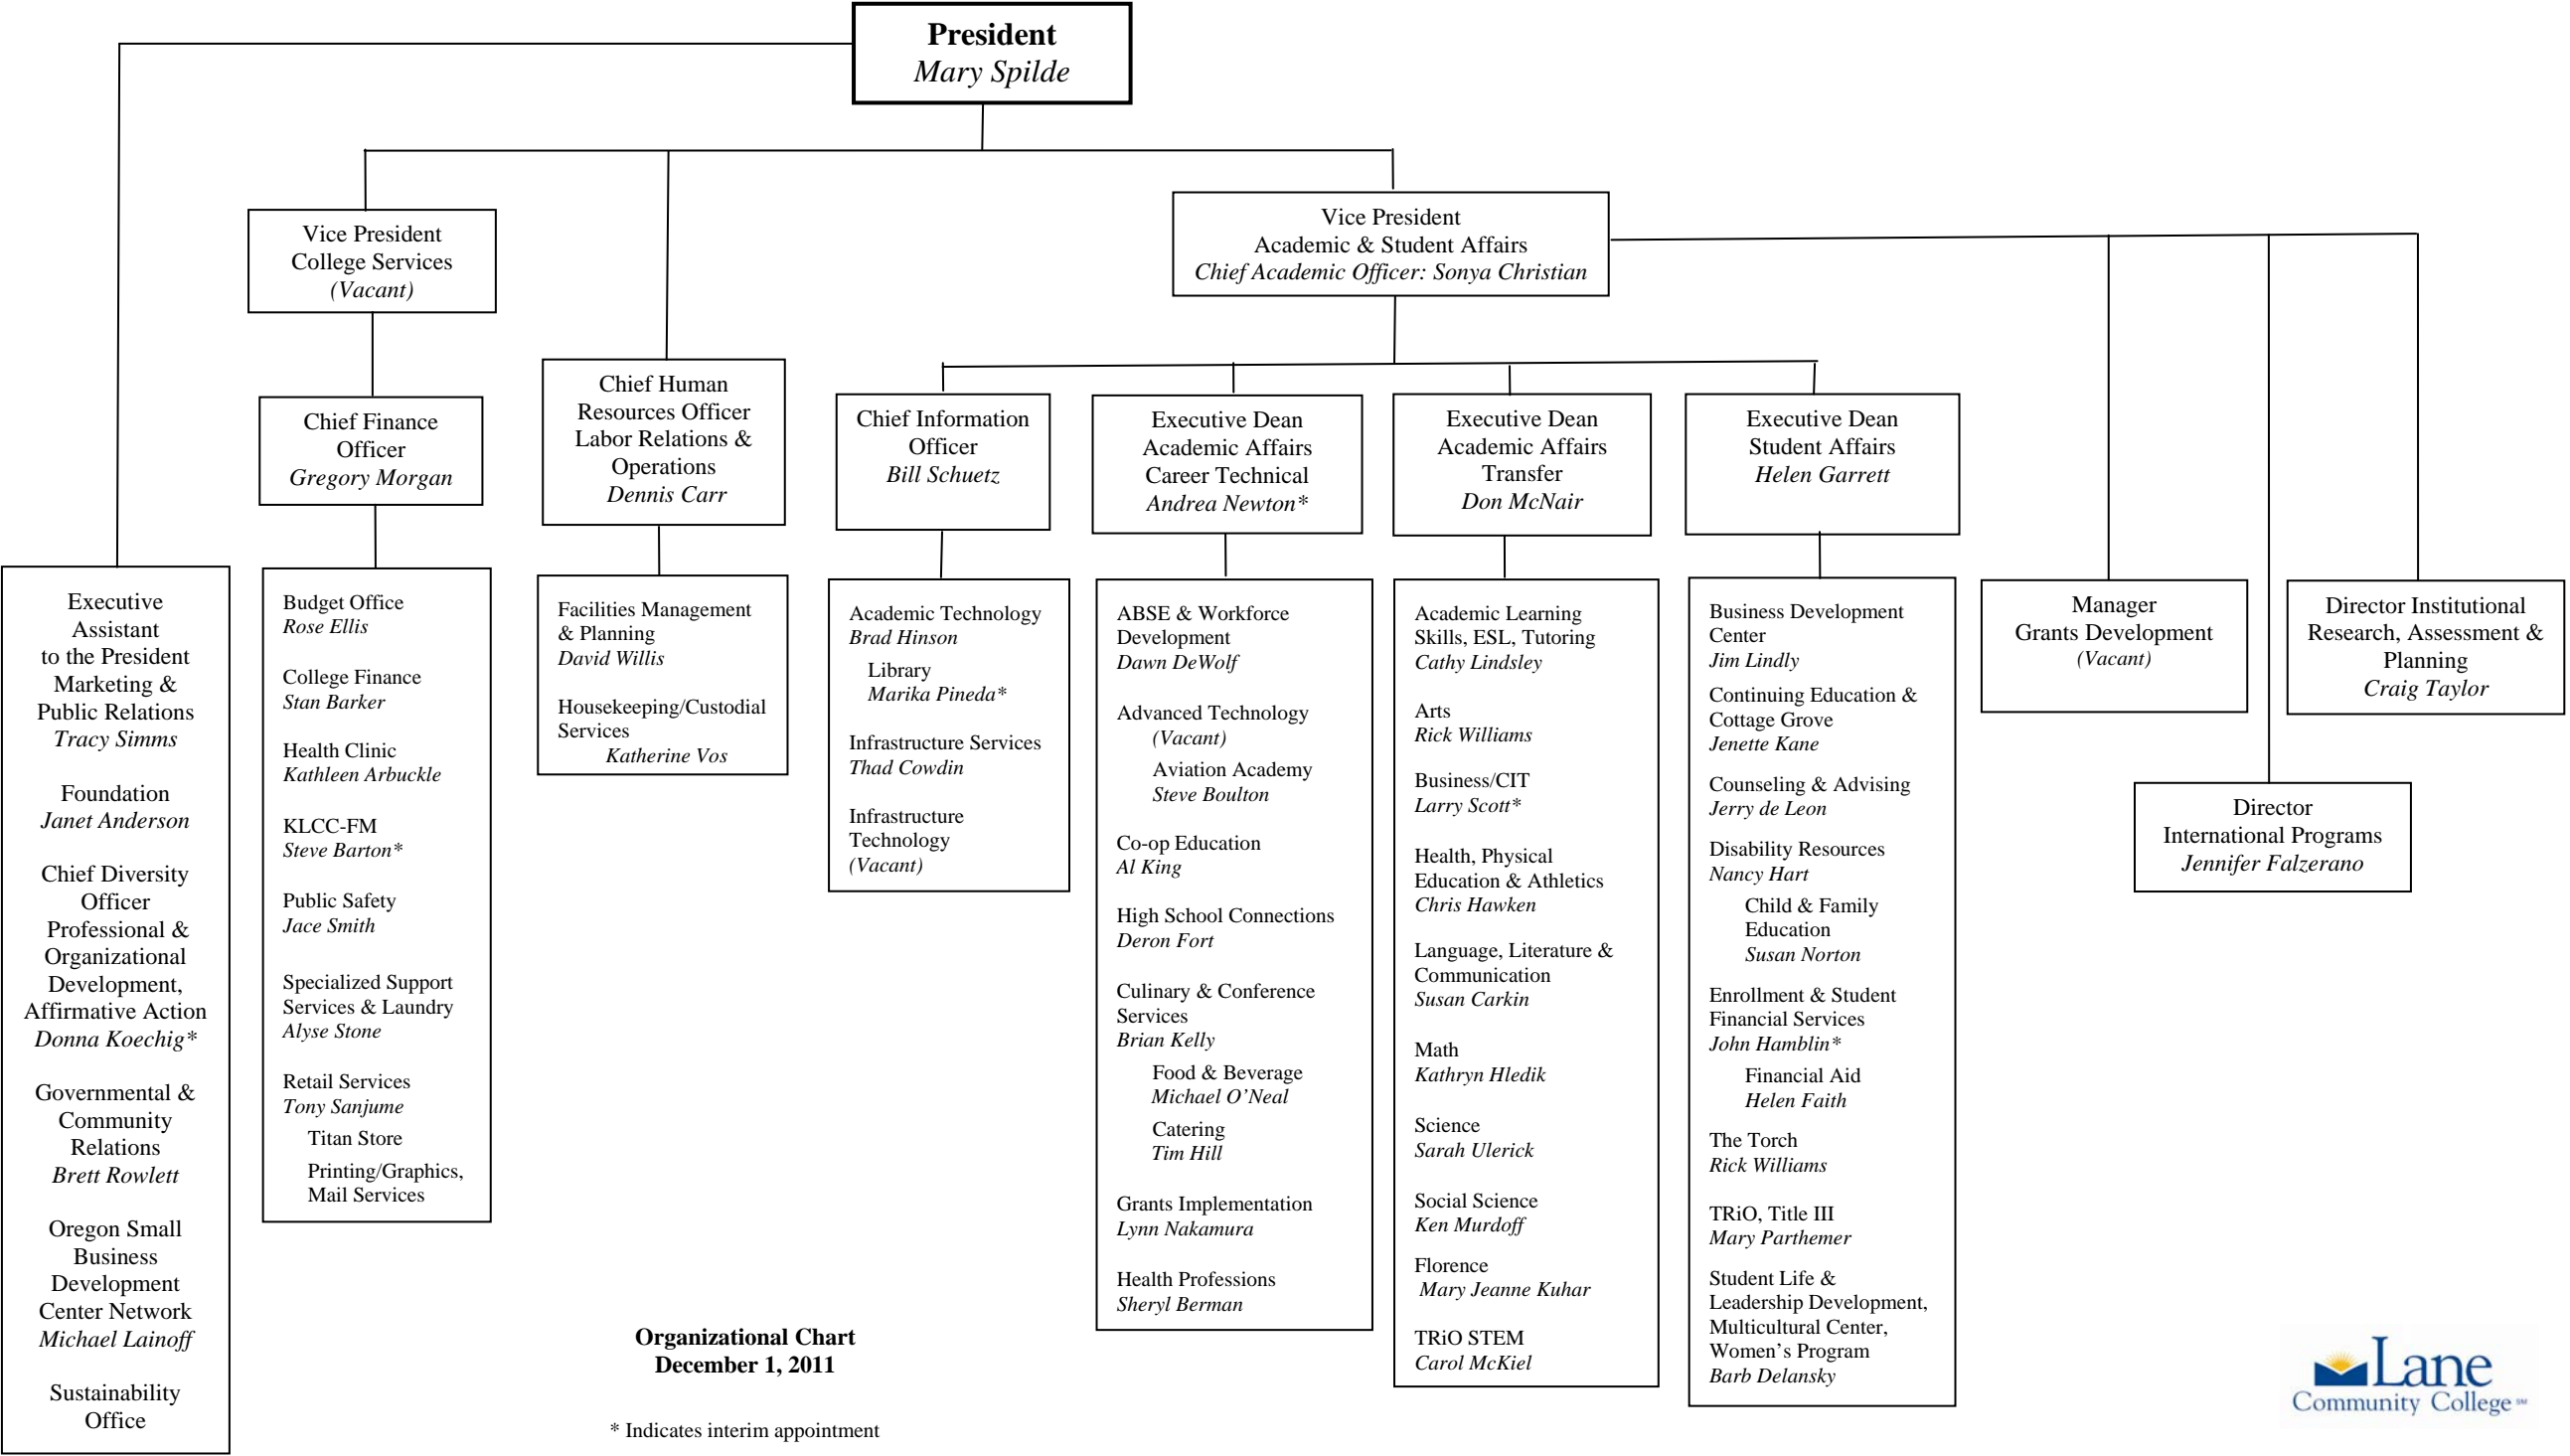 President
Mary Spilde
Vice President
College Services
(Vacant)
Vice President
Academic & Student Affairs
Chief Academic Officer: Sonya Christian
Chief Finance
Officer
Gregory Morgan
Chief Human
Resources Officer
Labor Relations &
Operations
Dennis Carr
Chief Information
Officer
Bill Schuetz
Executive Dean
Academic Affairs
Career Technical
Andrea Newton*
Executive Dean
Academic Affairs
Transfer
Don McNair
Executive Dean
Student Affairs
Helen Garrett
Executive
Assistant
to the President
Marketing &
Public Relations
Tracy Simms
Foundation
Janet Anderson
Chief Diversity
Officer
Professional &
Organizational
Development,
Affirmative Action
Donna Koechig*
Governmental &
Community
Relations
Brett Rowlett
Oregon Small
Business
Development
Center Network
Michael Lainoff
Sustainability
Office
Budget Office
Rose Ellis
College Finance
Stan Barker
Health Clinic
Kathleen Arbuckle
KLCC-FM
Steve Barton*
Public Safety
Jace Smith
Specialized Support
Services & Laundry
Alyse Stone
Retail Services
Tony Sanjume
Titan Store
Printing/Graphics,
Mail Services
Facilities Management
& Planning
David Willis
Housekeeping/Custodial
Services
Katherine Vos
Academic Technology
Brad Hinson
Library
Marika Pineda*
Infrastructure Services
Thad Cowdin
Infrastructure
Technology
(Vacant)
ABSE & Workforce
Development
Dawn DeWolf
Advanced Technology
(Vacant)
Aviation Academy
Steve Boulton
Co-op Education
Al King
High School Connections
Deron Fort
Culinary & Conference
Services
Brian Kelly
Food & Beverage
Michael O’Neal
Catering
Tim Hill
Grants Implementation
Lynn Nakamura
Health Professions
Sheryl Berman
Academic Learning
Skills, ESL, Tutoring
Cathy Lindsley
Arts
Rick Williams
Business/CIT
Larry Scott*
Health, Physical
Education & Athletics
Chris Hawken
Language, Literature &
Communication
Susan Carkin
Math
Kathryn Hledik
Science
Sarah Ulerick
Social Science
Ken Murdoff
Florence
Mary Jeanne Kuhar
TRiO STEM
Carol McKiel
Business Development
Center
Jim Lindly
Continuing Education &
Cottage Grove
Jenette Kane
Counseling & Advising
Jerry de Leon
Disability Resources
Nancy Hart
Child & Family
Education
Susan Norton
Enrollment & Student
Financial Services
John Hamblin*
Financial Aid
Helen Faith
The Torch
Rick Williams
TRiO, Title III
Mary Parthemer
Student Life &
Leadership Development,
Multicultural Center,
Women’s Program
Barb Delansky
Manager
Grants Development
(Vacant)
Director Institutional
Research, Assessment &
Planning
Craig Taylor
Director
International Programs
Jennifer Falzerano
Organizational Chart
December 1, 2011
* Indicates interim appointment
Lane
Community College℠